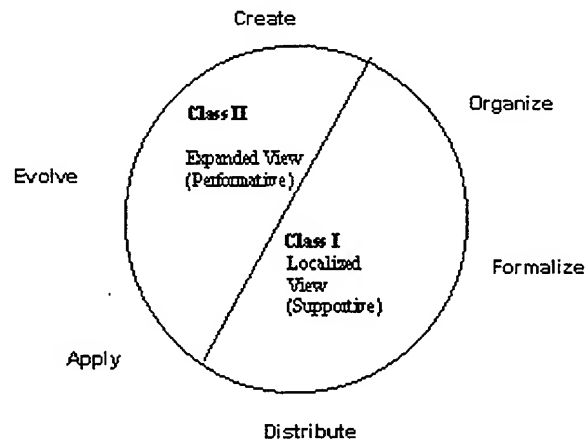 Create
Organize
Class II
Expanded View
(Performative)
Evolve
Class I
Localized
View
(Supportive)
Formalize
Apply
Distribute